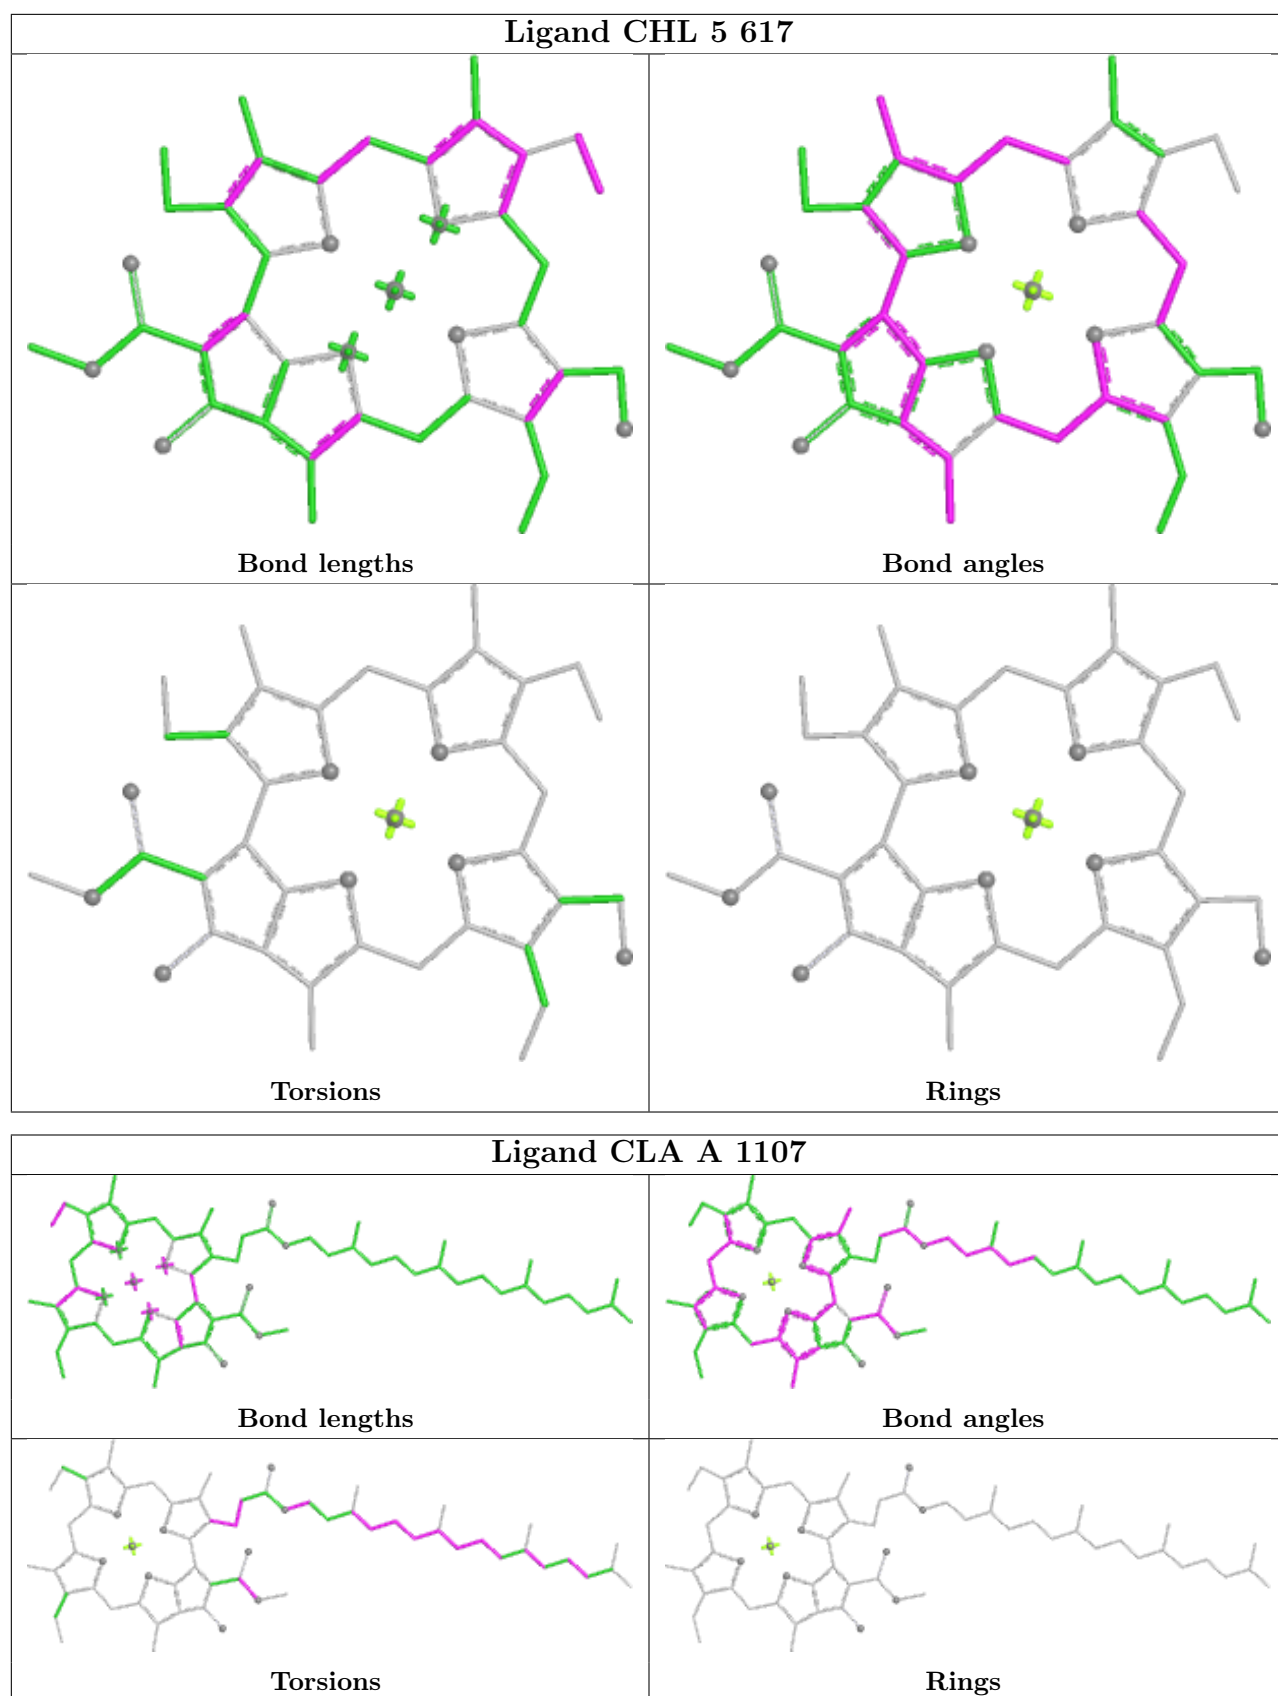 Ligand CHL 5 617
Bond lengths
Bond angles
Torsions
Rings
Ligand CLA A 1107
Bond lengths
Bond angles
Torsions
Rings